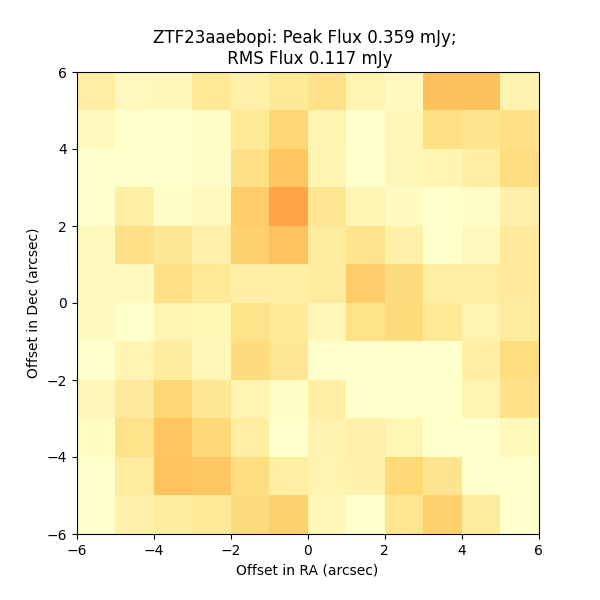 ZTF23aaebopi: Peak Flux 0.359 mJy;
RMS Flux 0.117 mJy
6
4
2
0
−2
−4
−6
Offset in Dec (arcsec)
−6 −4 −2 0 2 4 6
Offset in RA (arcsec)